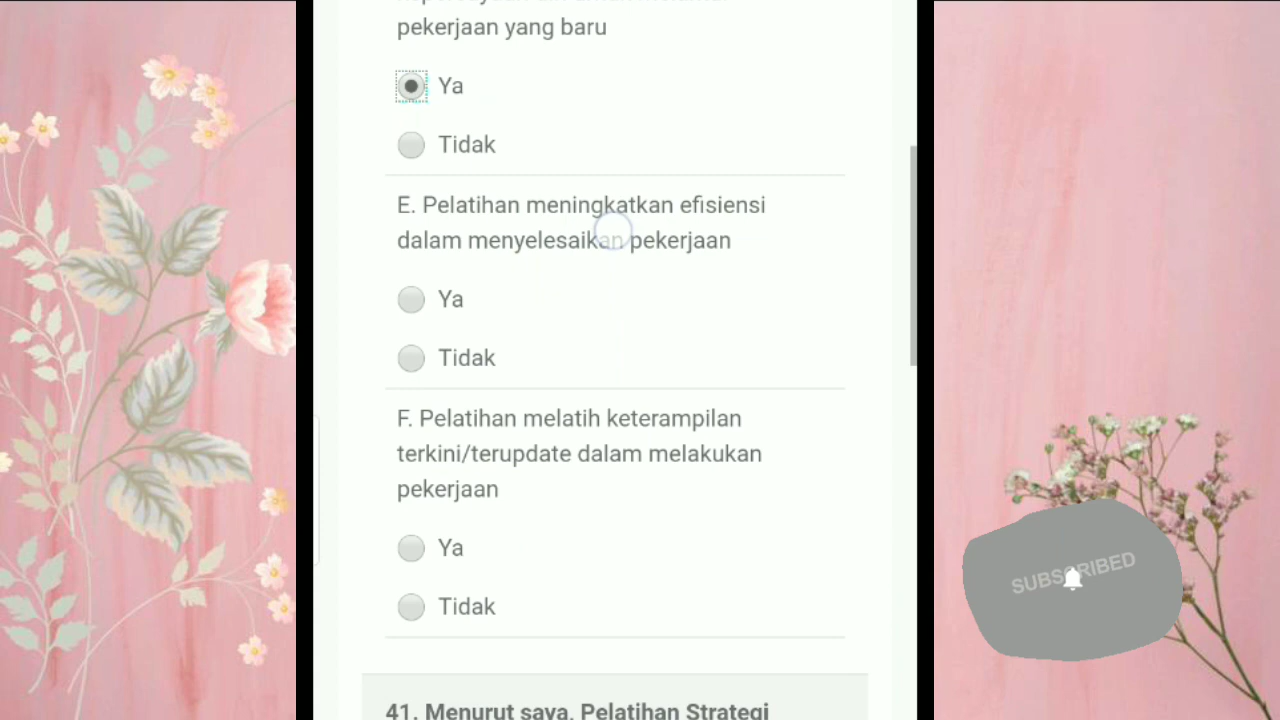 pekerjaan yang baru
Ya
Tidak
E. Pelatihan meningkatkan efisiensi
dalam menyelesaikan pekerjaan
Ya
Tidak
F. Pelatihan melatih keterampilan
terkini/terupdate dalam melakukan
pekerjaan
Ya
Tidak
41. Menurut saya, Pelatihan Strategi
SUBSCRIBED